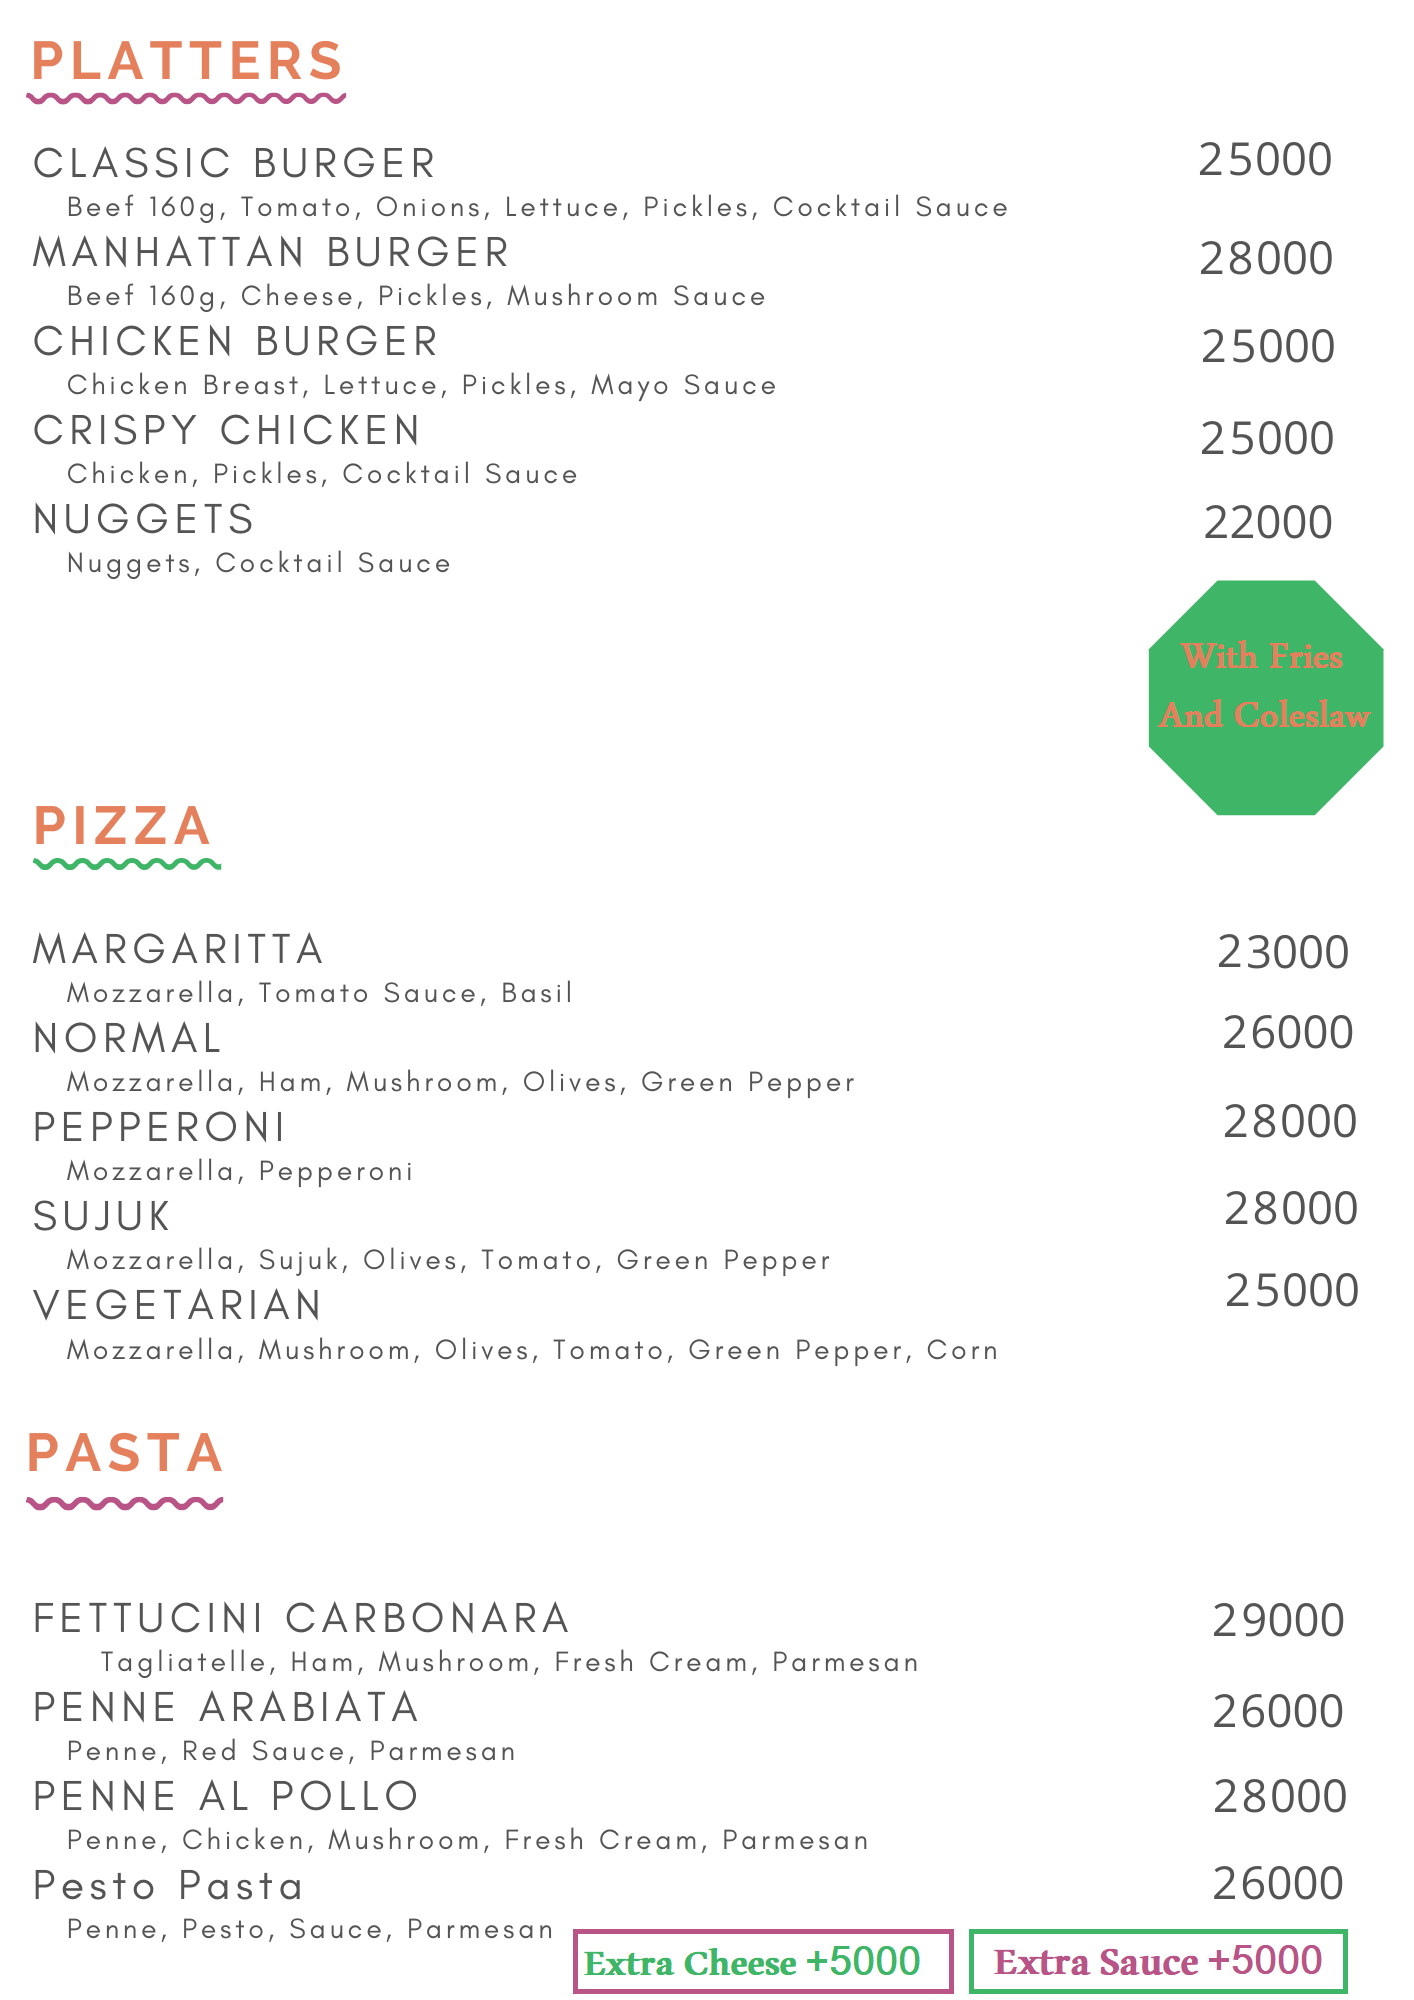 PLATTERS
CLASSIC BURGER 25000
Beef 160g, Tomato, Onions, Lettuce, Pickles, Cocktail Sauce
MANHATTAN BURGER 28000
Beef 160g, Cheese, Pickles, Mushroom Sauce
CHICKEN BURGER 25000
Chicken Breast, Lettuce, Pickles, Mayo Sauce
CRISPY CHICKEN 25000
Chicken, Pickles, Cocktail Sauce
NUGGETS 22000
Nuggets, Cocktail Sauce
With Fries
And Coleslaw
PIZZA
MARGARITTA 23000
Mozzarella, Tomato Sauce, Basil
NORMAL 26000
Mozzarella, Ham, Mushroom, Olives, Green Pepper
PEPPERONI 28000
Mozzarella, Pepperoni
SUJUK 28000
Mozzarella, Sujuk, Olives, Tomato, Green Pepper
VEGETARIAN 25000
Mozzarella, Mushroom, Olives, Tomato, Green Pepper, Corn
PASTA
FETTUCINI CARBONARA 29000
Tagliatelle, Ham, Mushroom, Fresh Cream, Parmesan
PENNE ARABIATA 26000
Penne, Red Sauce, Parmesan
PENNE AL POLLO 28000
Penne, Chicken, Mushroom, Fresh Cream, Parmesan
Pesto Pasta 26000
Penne, Pesto, Sauce, Parmesan
Extra Cheese +5000
Extra Sauce +5000